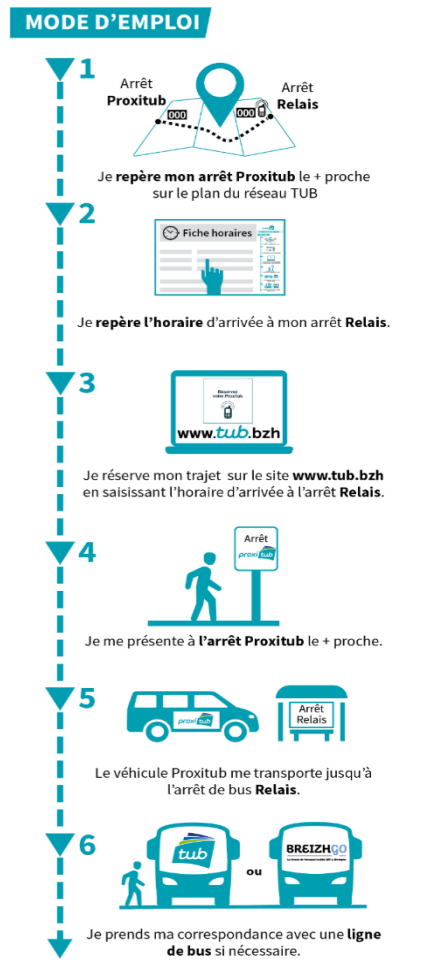 MODE D'EMPLOI
1
Arrêt
Proxitub
Arrêt
Relais
000
000
Je repère mon arrêt Proxitub le + proche
sur le plan du réseau TUB
2
Fiche horaires
Je repère l'horaire d'arrivée à mon arrêt Relais.
3
Réservez
votre Proxitub
www.tub.bzh
Je réserve mon trajet sur le site www.tub.bzh
en saisissant l'horaire d'arrivée à l'arrêt Relais.
4
Arrêt
proxitub
Je me présente à l'arrêt Proxitub le + proche.
5
proxitub
Arrêt
Relais
Le véhicule Proxitub me transporte jusqu'à
l'arrêt de bus Relais.
6
tub
ou
BREIZHGO
Je prends ma correspondance avec une ligne
de bus si nécessaire.